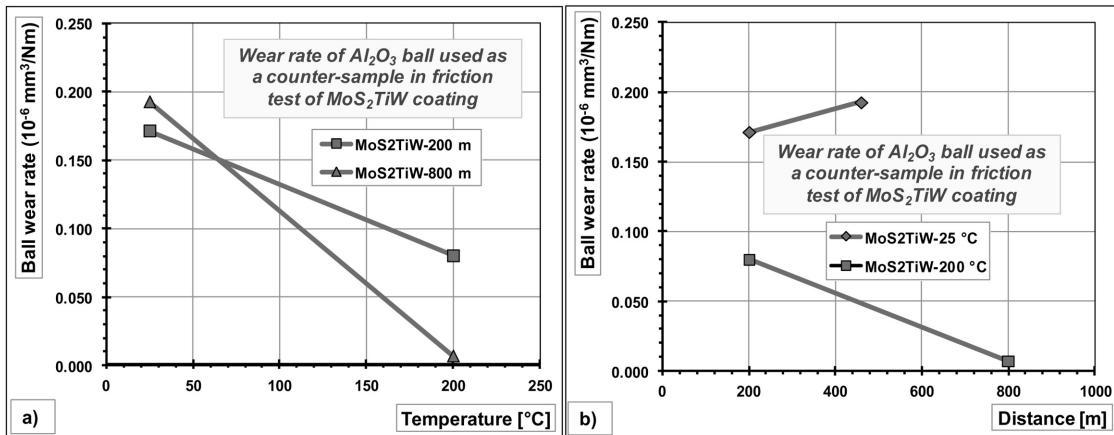 Ball wear rate (10⁻⁶ mm³/Nm)
0.250
0.200
0.150
0.100
0.050
0.000
Wear rate of Al₂O₃ ball used as
a counter-sample in friction
test of MoS₂TiW coating
MoS2TiW-200 m
MoS2TiW-800 m
0
50
100
150
200
250
a)
Temperature [°C]
Ball wear rate (10⁻⁶ mm³/Nm)
0.250
0.200
0.150
0.100
0.050
0.000
Wear rate of Al₂O₃ ball used as
a counter-sample in friction
test of MoS₂TiW coating
MoS2TiW-25 °C
MoS2TiW-200 °C
0
200
400
600
800
1000
b)
Distance [m]